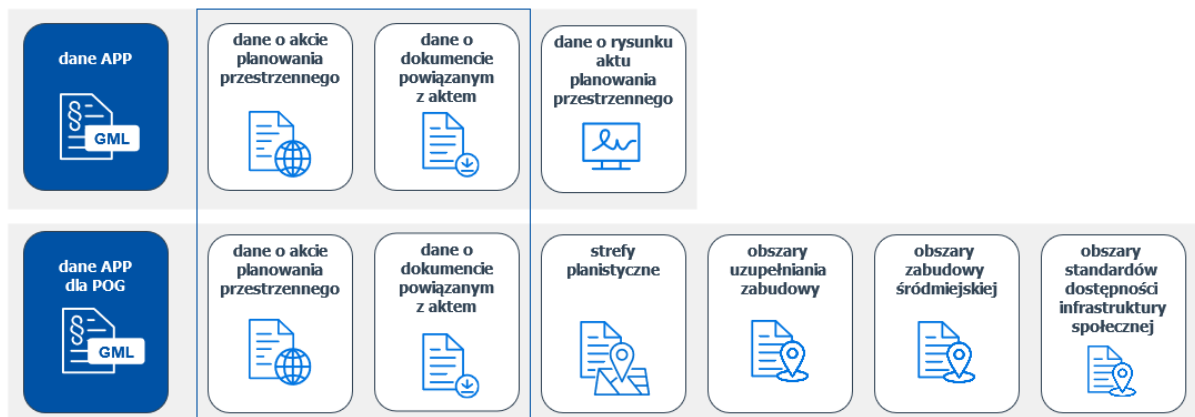 dane APP
§
GML
dane o akcie
planowania
przestrzennego
dane o
dokumencie
powiązanym
z aktem
dane o rysunku
aktu
planowania
przestrzennego
dane APP
dla POG
§
GML
dane o akcie
planowania
przestrzennego
dane o
dokumencie
powiązanym
z aktem
strefy
planistyczne
obszary
uzupełniania
zabudowy
obszary
zabudowy
śródmiejskiej
obszary
standardów
dostępności
infrastruktury
społecznej